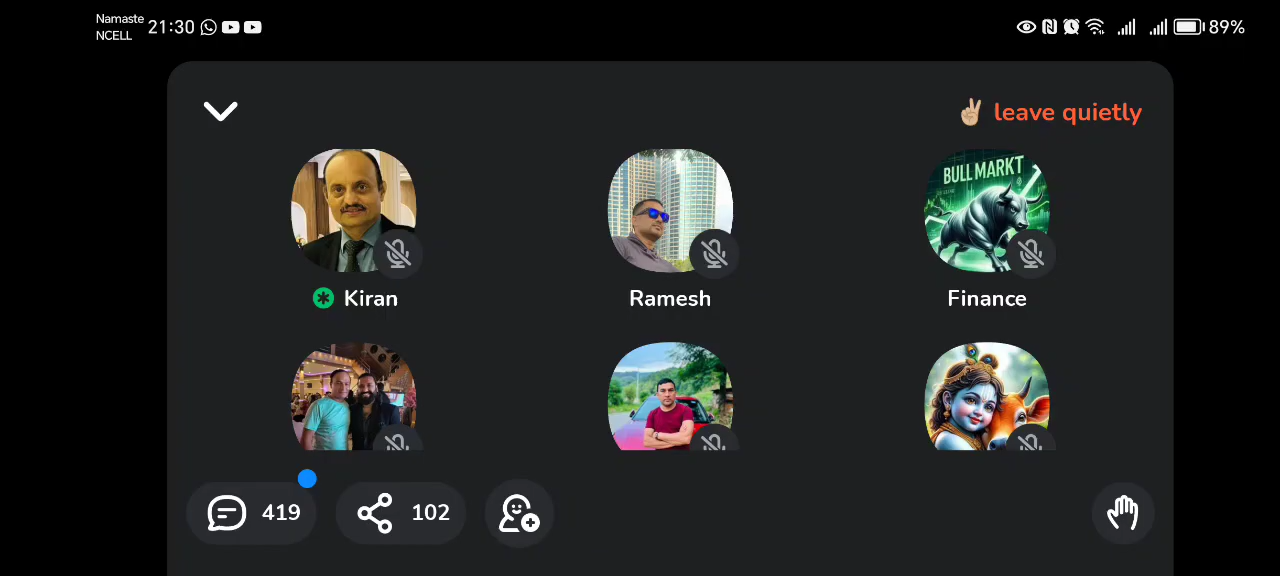 Namaste
NCELL
21:30
89%
✌🏼 leave quietly
BULL MARKT
Kiran
Ramesh
Finance
419
102